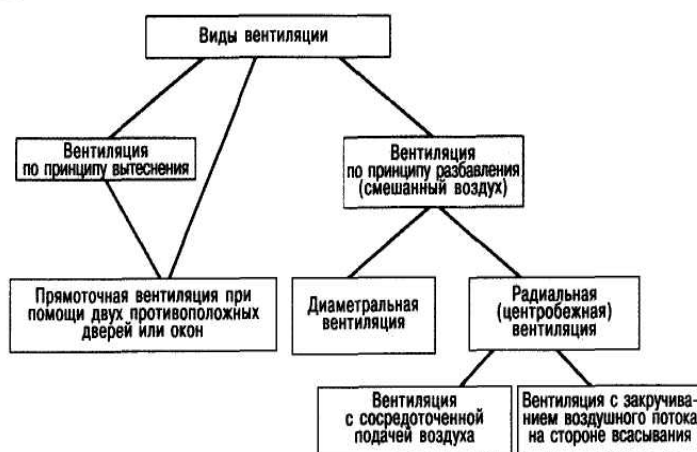 Виды вентиляции
Вентиляция
по принципу вытеснения
Вентиляция
по принципу разбавления
(смешанный воздух)
Прямоточная вентиляция при
помощи двух противоположных
дверей или окон
Диаметральная
вентиляция
Радиальная
(центробежная)
вентиляция
Вентиляция
с сосредоточенной
подачей воздуха
Вентиляция с закручива-
нием воздушного потока
на стороне всасывания